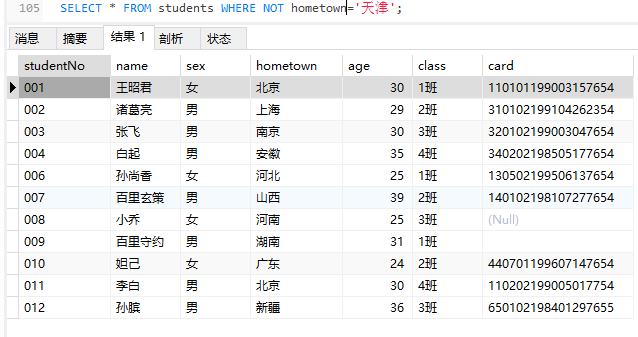 105 SELECT * FROM students WHERE NOT hometown='天津';
消息 摘要 结果 1 剖析 状态
studentNo name sex hometown age class card
001 王昭君 女 北京 30 1班 110101199003157654
002 诸葛亮 男 上海 29 2班 310102199104262354
003 张飞 男 南京 30 3班 320102199003047654
004 白起 男 安徽 35 4班 340202198505177654
006 孙尚香 女 河北 25 1班 130502199506137654
007 百里玄策 男 山西 39 2班 140102198107277654
008 小乔 女 河南 25 3班 (Null)
009 百里守约 男 湖南 31 1班
010 妲己 女 广东 24 2班 440701199607147654
011 李白 男 北京 30 4班 110202199005017754
012 孙膑 男 新疆 36 3班 650102198401297655